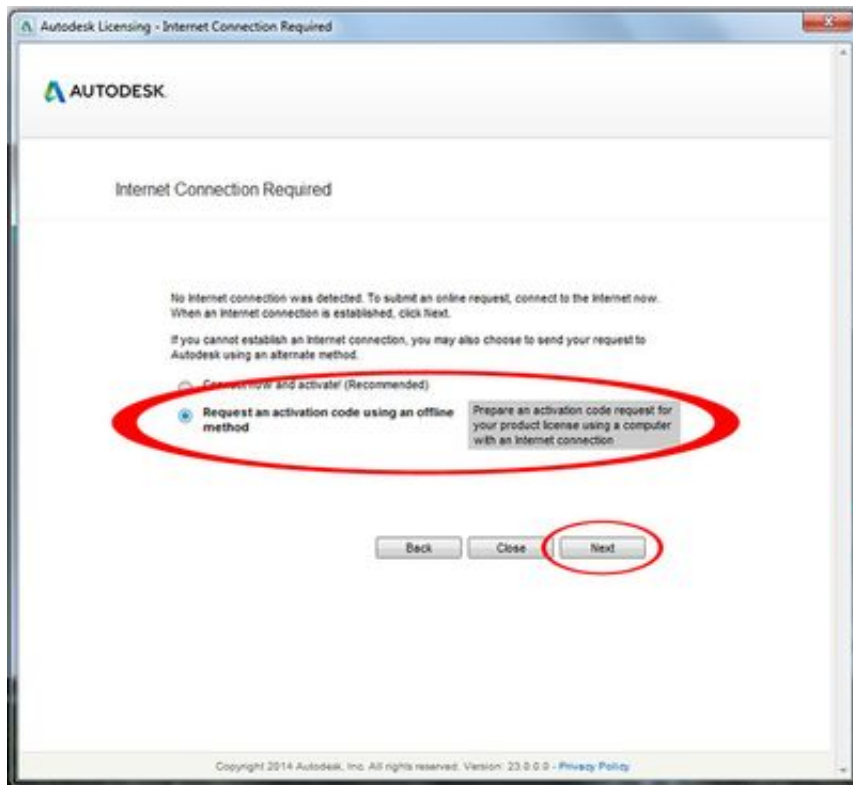 Autodesk Licensing - Internet Connection Required
AUTODESK
Internet Connection Required
No Internet connection was detected. To submit an online request, connect to the Internet now.
When an Internet connection is established, click Next.
If you cannot establish an Internet connection, you may also choose to send your request to
Autodesk using an alternate method.
Connect now and activate! (Recommended)
Request an activation code using an offline
method
Prepare an activation code request for
your product license using a computer
with an Internet connection
Back Close Next
Copyright 2014 Autodesk, Inc. All rights reserved. Version: 23.0.0.0 - Privacy Policy